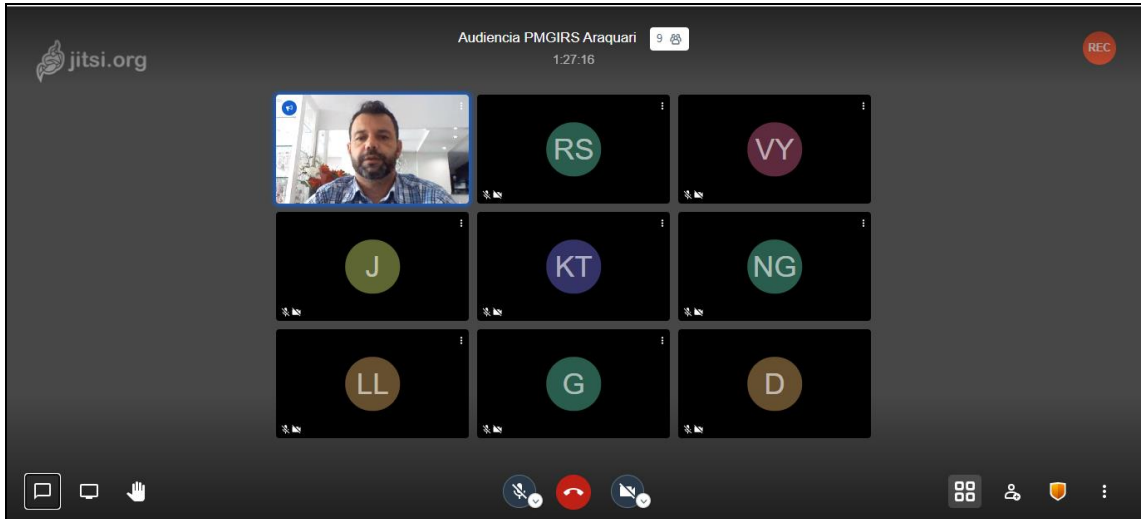 jitsi.org
Audiencia PMGIRS Araquari 9
1:27:16
REC
RS
VY
J
KT
NG
LL
G
D